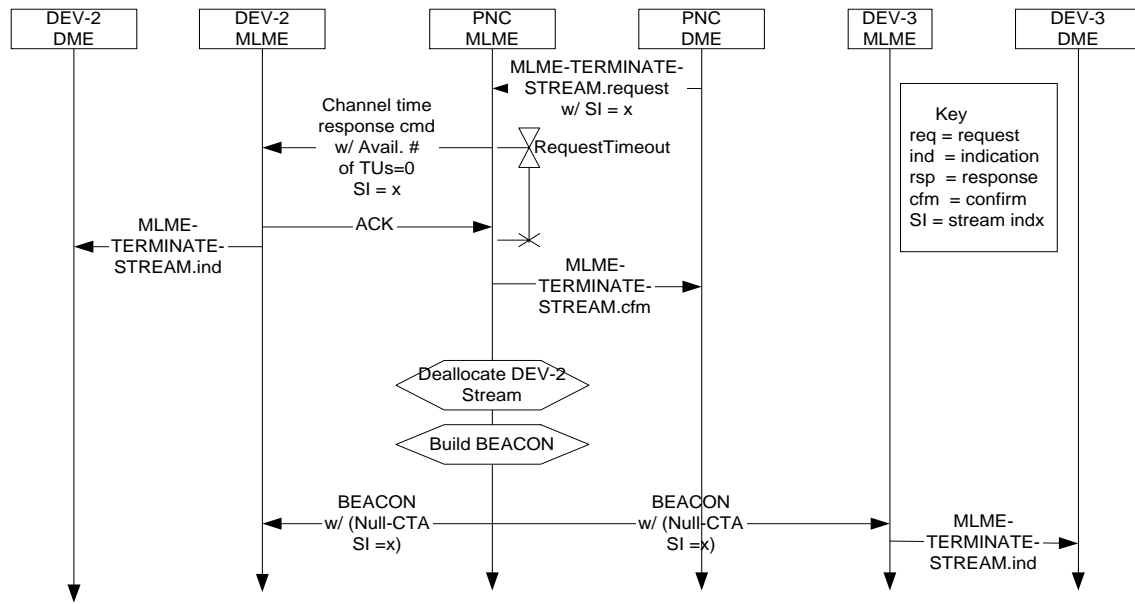 DEV-2
DME
DEV-2
MLME
PNC
MLME
PNC
DME
DEV-3
MLME
DEV-3
DME
MLME-TERMINATE-
STREAM.request
w/ SI = x
Channel time
response cmd
w/ Avail. #
of TUs=0
SI = x
RequestTimeout
Key
req = request
ind = indication
rsp = response
cfm = confirm
SI = stream indx
ACK
MLME-
TERMINATE-
STREAM.ind
MLME-
TERMINATE-
STREAM.cfm
Deallocate DEV-2
Stream
Build BEACON
BEACON
w/ (Null-CTA
SI =x)
BEACON
w/ (Null-CTA
SI =x)
MLME-
TERMINATE-
STREAM.ind